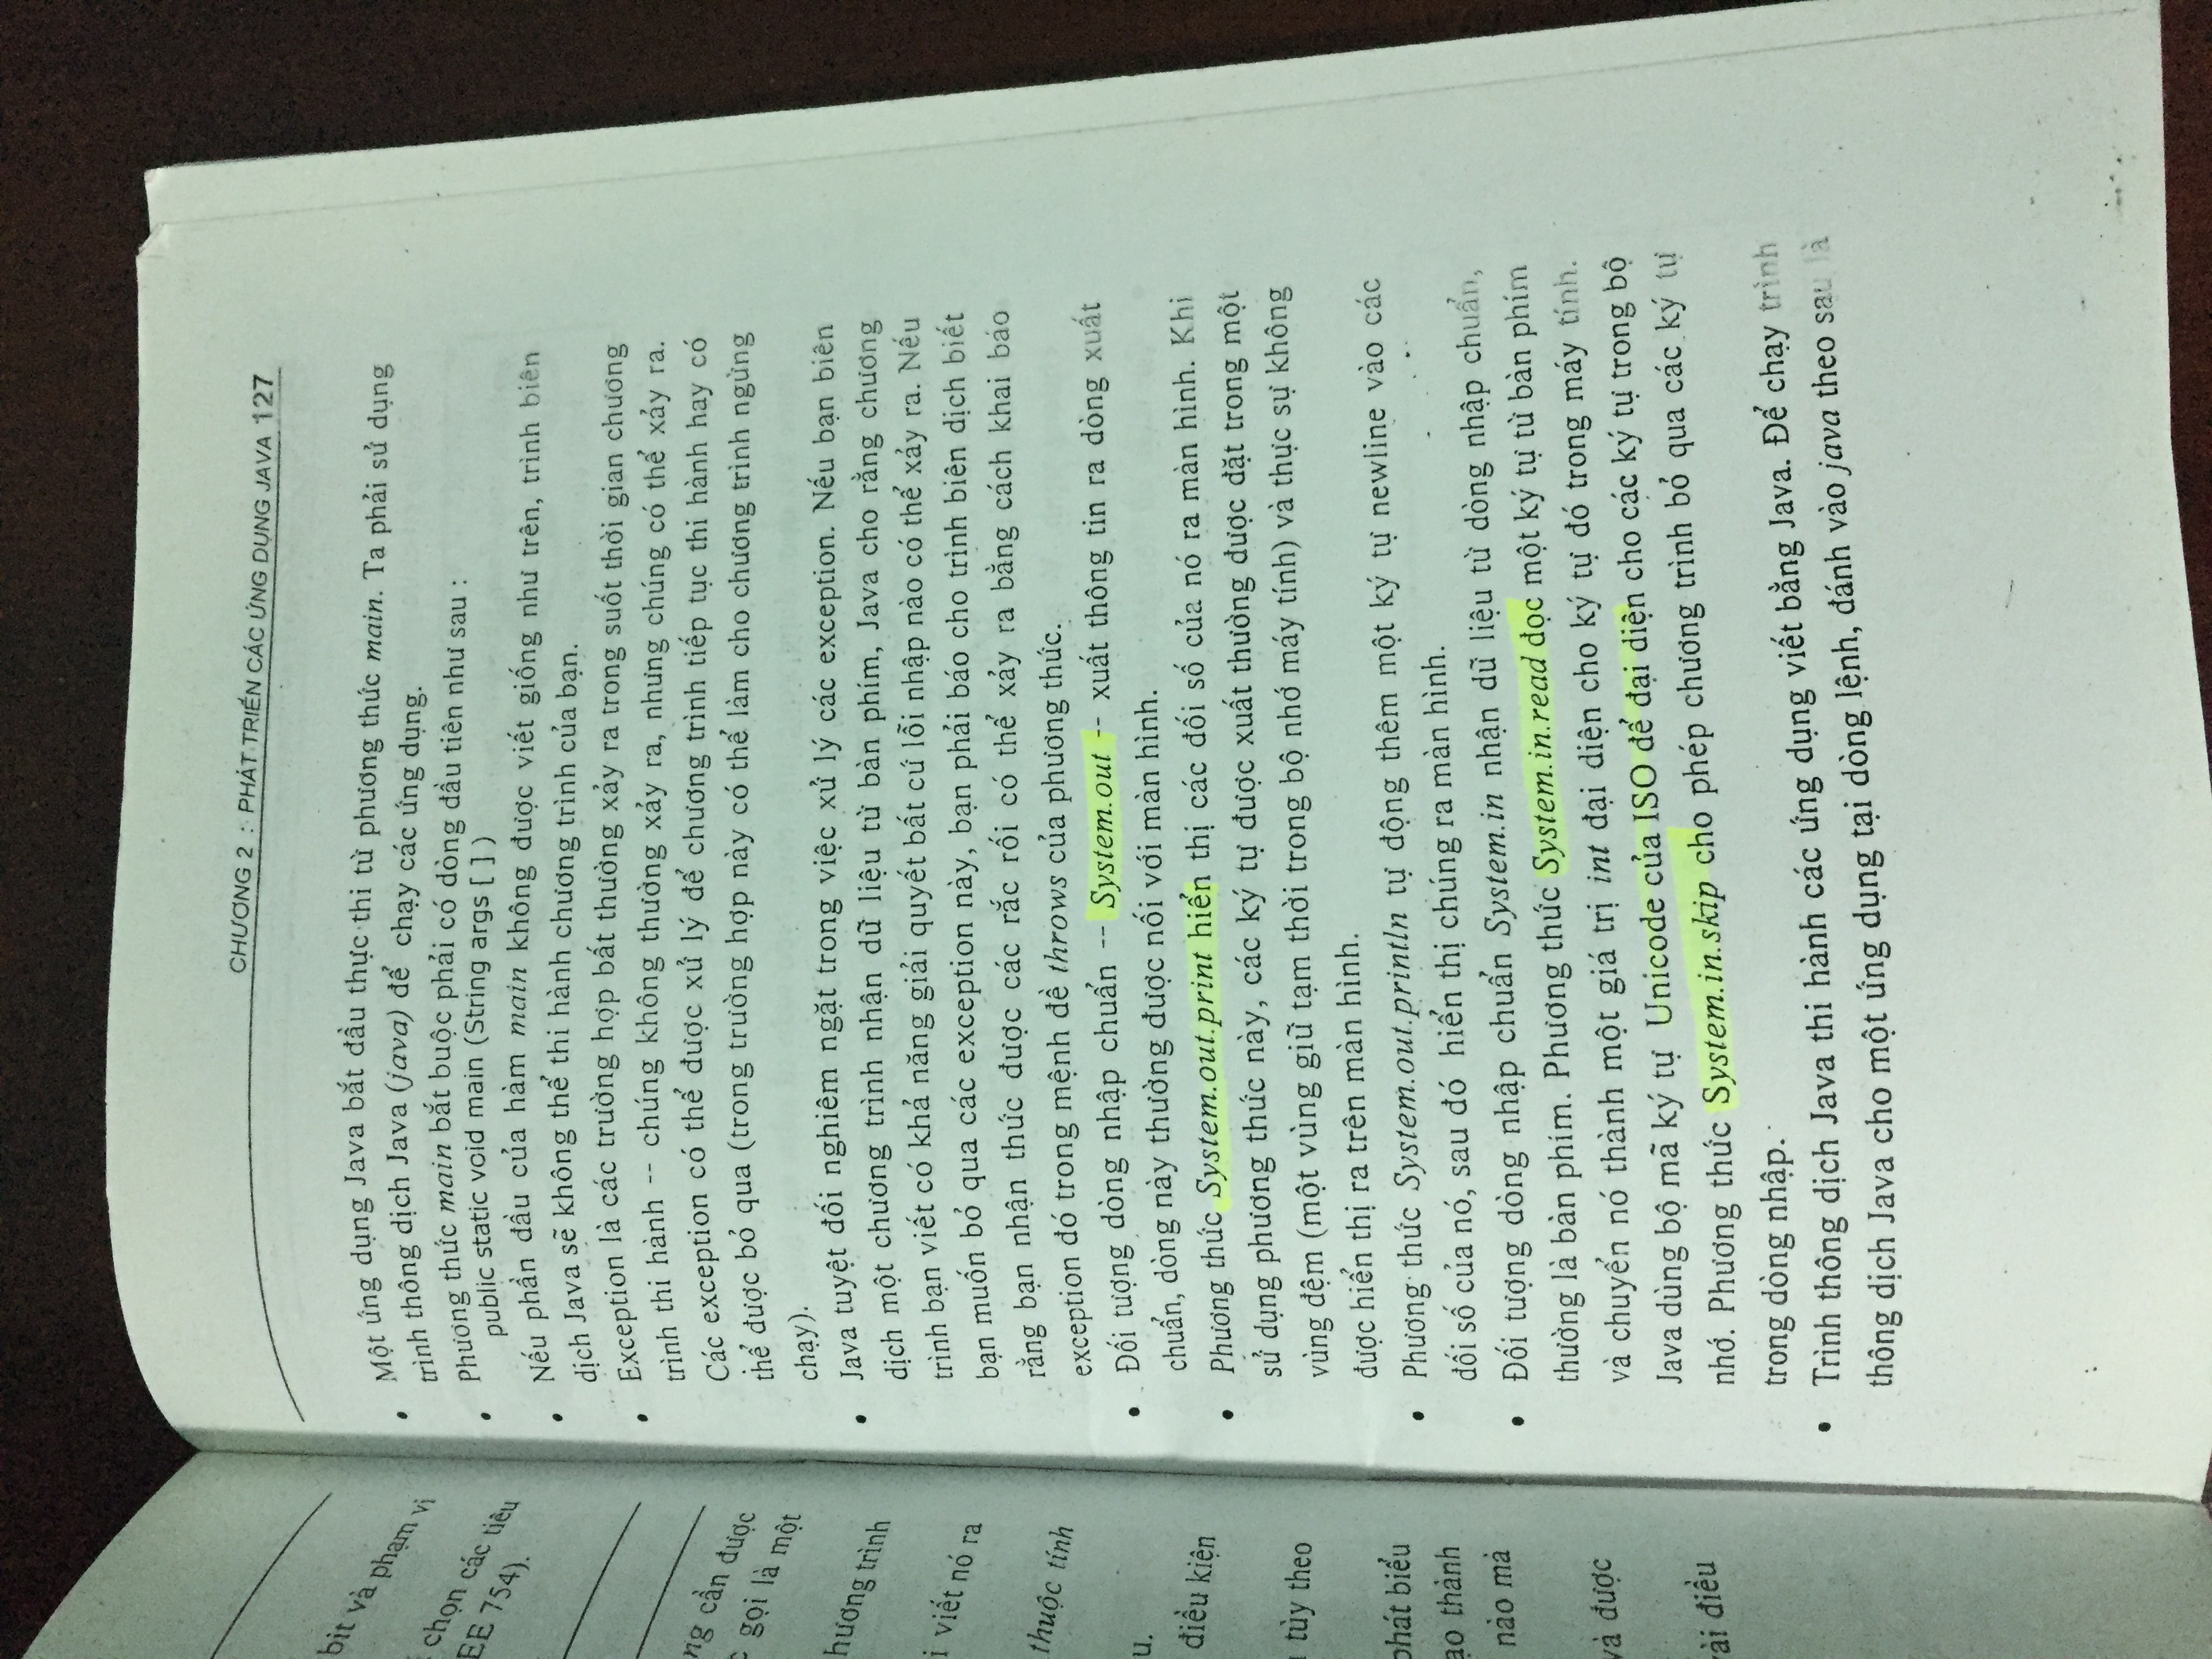 bit và phạm vi
chọn các tiêu
EE 754).
ng cần được
gọi là một
hương trình
i viết nó ra
thuộc tính
u.
điều kiện
tùy theo
phát biểu
ạo thành
nào mà
và được
ài điều
CHƯƠNG 2 : PHÁT TRIỂN CÁC ỨNG DỤNG JAVA 127
• Một ứng dụng Java bắt đầu thực thi từ phương thức main. Ta phải sử dụng
trình thông dịch Java (java) để chạy các ứng dụng.
• Phương thức main bắt buộc phải có dòng đầu tiên như sau :
public static void main (String args [ ] )
• Nếu phần đầu của hàm main không được viết giống như trên, trình biên
dịch Java sẽ không thể thi hành chương trình của bạn.
• Exception là các trường hợp bất thường xảy ra trong suốt thời gian chương
trình thi hành -- chúng không thường xảy ra, nhưng chúng có thể xảy ra.
Các exception có thể được xử lý để chương trình tiếp tục thi hành hay có
thể được bỏ qua (trong trường hợp này có thể làm cho chương trình ngừng
chạy).
• Java tuyệt đối nghiêm ngặt trong việc xử lý các exception. Nếu bạn biên
dịch một chương trình nhận dữ liệu từ bàn phím, Java cho rằng chương
trình bạn viết có khả năng giải quyết bất cứ lỗi nhập nào có thể xảy ra. Nếu
bạn muốn bỏ qua các exception này, bạn phải báo cho trình biên dịch biết
rằng bạn nhận thức được các rắc rối có thể xảy ra bằng cách khai báo
exception đó trong mệnh đề throws của phương thức.
• Đối tượng dòng nhập chuẩn -- System.out -- xuất thông tin ra dòng xuất
chuẩn, dòng này thường được nối với màn hình.
• Phương thức System.out.print hiển thị các đối số của nó ra màn hình. Khi
sử dụng phương thức này, các ký tự được xuất thường được đặt trong một
vùng đệm (một vùng giữ tạm thời trong bộ nhớ máy tính) và thực sự không
được hiển thị ra trên màn hình.
• Phương thức System.out.println tự động thêm một ký tự newline vào các
đối số của nó, sau đó hiển thị chúng ra màn hình.
• Đối tượng dòng nhập chuẩn System.in nhận dữ liệu từ dòng nhập chuẩn,
thường là bàn phím. Phương thức System.in.read đọc một ký tự từ bàn phím
và chuyển nó thành một giá trị int đại diện cho ký tự đó trong máy tính.
Java dùng bộ mã ký tự Unicode của ISO để đại diện cho các ký tự trong bộ
nhớ. Phương thức System.in.skip cho phép chương trình bỏ qua các ký tự
trong dòng nhập.
• Trình thông dịch Java thi hành các ứng dụng viết bằng Java. Để chạy trình
thông dịch Java cho một ứng dụng tại dòng lệnh, đánh vào java theo sau là